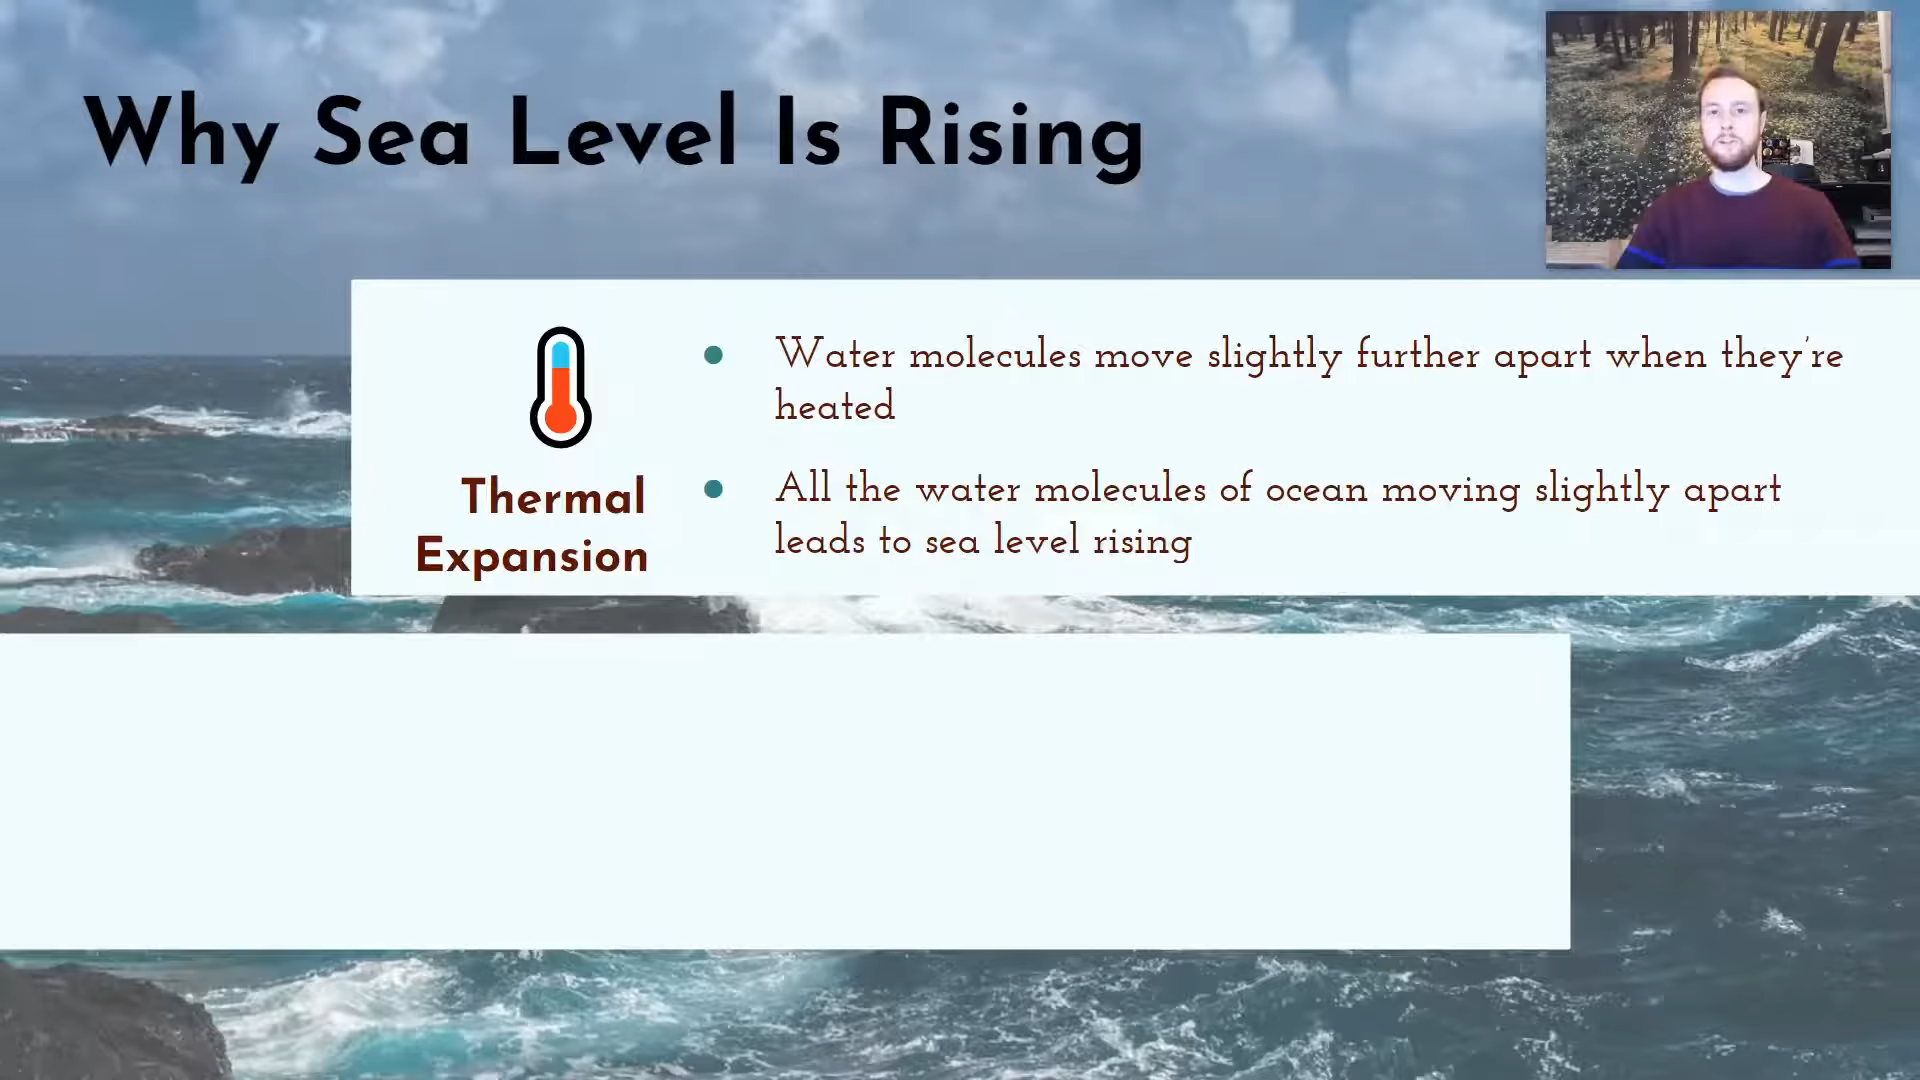 Why Sea Level Is Rising
Water molecules move slightly further apart when they're
heated
Thermal
Expansion
All the water molecules of ocean moving slightly apart
leads to sea level rising